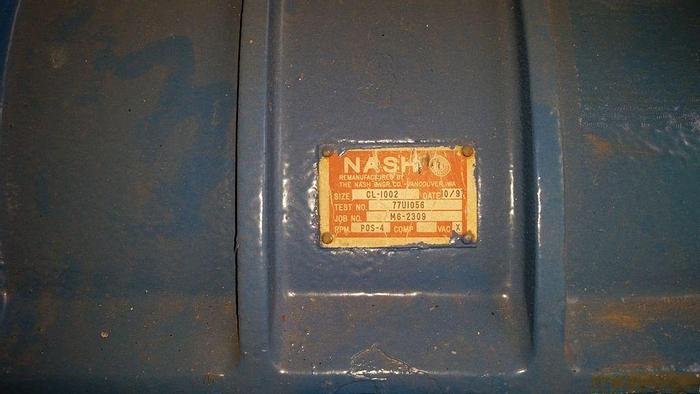 NASH
REMANUFACTURED BY
THE NASH ENGR. CO. - VANCOUVER, WA
SIZE CL-1002 DATE 10/9
TEST NO. 77U1056
JOB NO. M6-2309
RPM POS-4 COMP VAC X